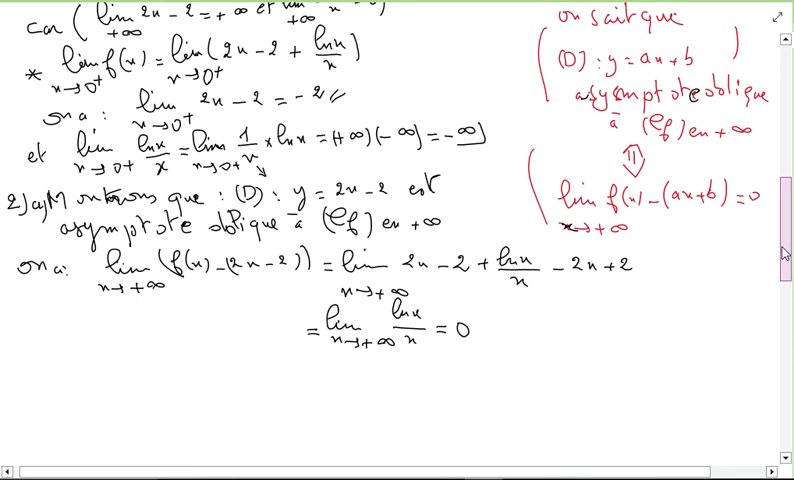 car ( lim 2x - 2 = + ∞ et lim
+∞ +∞
* lim f(x) = lim ( 2x - 2 + lnx/x )
x→0+ x→0+
on a : lim 2x - 2 = -2
x→0+
et lim lnx/x = lim 1/x × lnx = (+∞)(-∞) = -∞
x→0+ x→0+
2) a) Montrons que : (D) : y = 2x - 2 est
asymptote oblique à (Cf) en +∞
on a : lim (f(x) - (2x - 2)) = lim 2x - 2 + lnx/x - 2x + 2
x→+∞ x→+∞
= lim lnx/x = 0
x→+∞
on sait que
(D) : y = ax + b
asymptote oblique
à (Cf) en +∞
⇕
lim f(x) - (ax + b) = 0
x→+∞